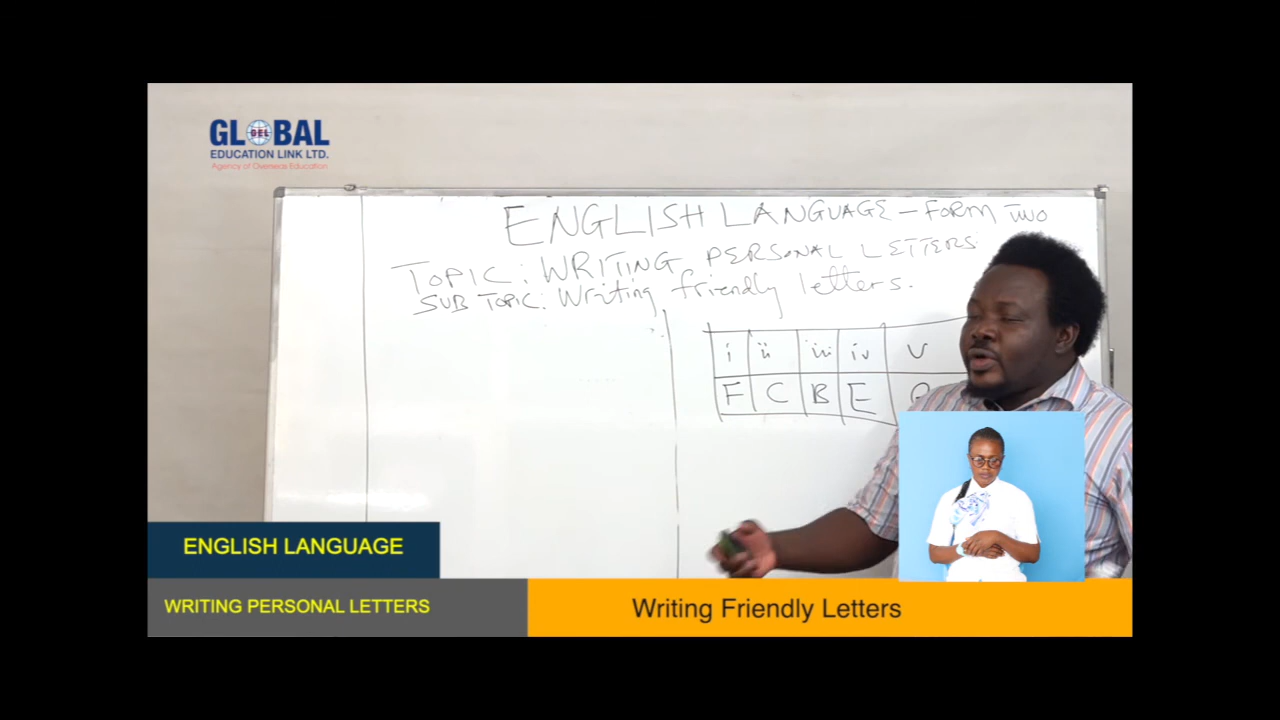 GLOBAL
GEL
EDUCATION LINK LTD.
Agency of Overseas Education
ENGLISH LANGUAGE - FORM TWO
TOPIC: WRITING PERSONAL LETTERS
SUB TOPIC: Writing friendly letters.
i ii iii iv v
F C B E
ENGLISH LANGUAGE
WRITING PERSONAL LETTERS
Writing Friendly Letters